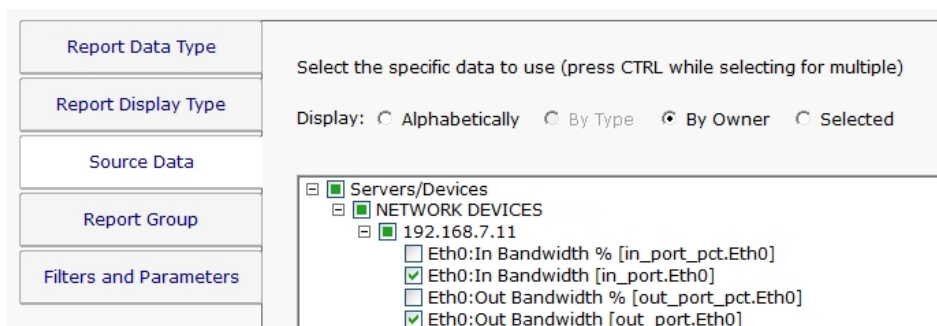 Report Data Type
Report Display Type
Source Data
Report Group
Filters and Parameters
Select the specific data to use (press CTRL while selecting for multiple)
Display: Alphabetically By Type By Owner Selected
Servers/Devices
NETWORK DEVICES
192.168.7.11
Eth0:In Bandwidth % [in_port_pct.Eth0]
Eth0:In Bandwidth [in_port.Eth0]
Eth0:Out Bandwidth % [out_port_pct.Eth0]
Eth0:Out Bandwidth [out_port.Eth0]